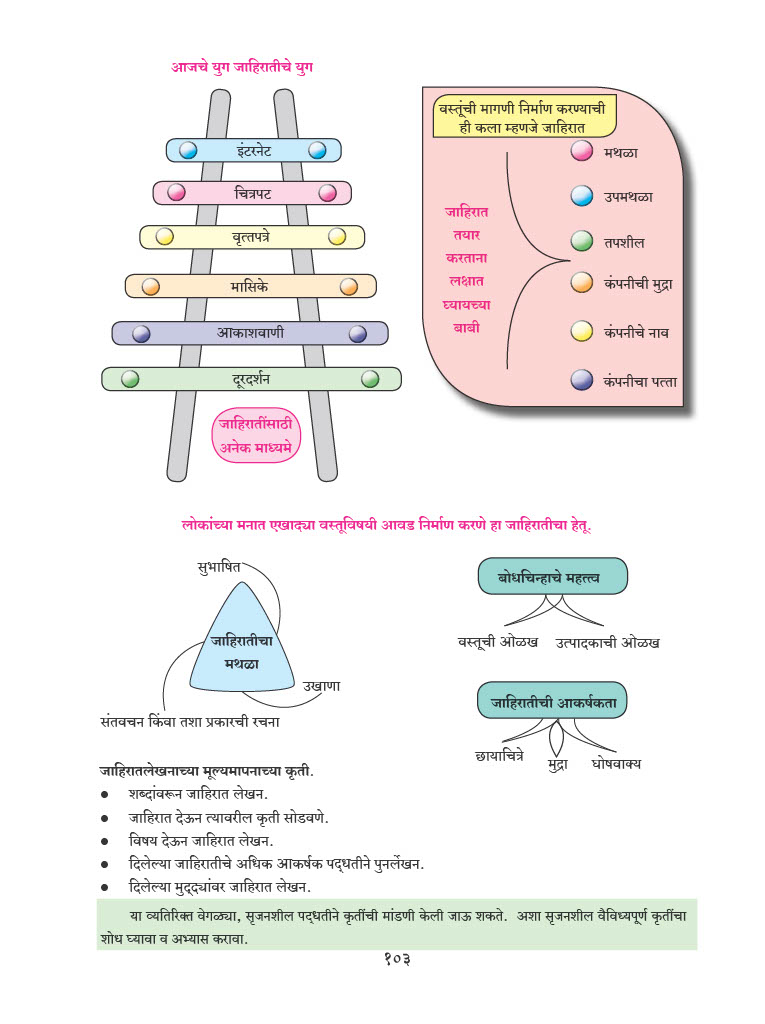 आजचे युग जाहिरातीचे युग
इंटरनेट
चित्रपट
वृत्तपत्रे
मासिके
आकाशवाणी
दूरदर्शन
जाहिरातींसाठी
अनेक माध्यमे
वस्तूंची मागणी निर्माण करण्याची
ही कला म्हणजे जाहिरात
जाहिरात
तयार
करताना
लक्षात
घ्यायच्या
बाबी
मथळा
उपमथळा
तपशील
कंपनीची मुद्रा
कंपनीचे नाव
कंपनीचा पत्ता
लोकांच्या मनात एखाद्या वस्तूविषयी आवड निर्माण करणे हा जाहिरातीचा हेतू.
सुभाषित
जाहिरातीचा
मथळा
उखाणा
संतवचन किंवा तशा प्रकारची रचना
बोधचिन्हाचे महत्त्व
वस्तूची ओळख
उत्पादकाची ओळख
जाहिरातीची आकर्षकता
छायाचित्रे
मुद्रा
घोषवाक्य
जाहिरातलेखनाच्या मूल्यमापनाच्या कृती.
● शब्दांवरून जाहिरात लेखन.
● जाहिरात देऊन त्यावरील कृती सोडवणे.
● विषय देऊन जाहिरात लेखन.
● दिलेल्या जाहिरातीचे अधिक आकर्षक पद्धतीने पुनर्लेखन.
● दिलेल्या मुद्द्यांवर जाहिरात लेखन.
या व्यतिरिक्त वेगळ्या, सृजनशील पद्धतीने कृतींची मांडणी केली जाऊ शकते. अशा सृजनशील वैविध्यपूर्ण कृतींचा
शोध घ्यावा व अभ्यास करावा.
१०३